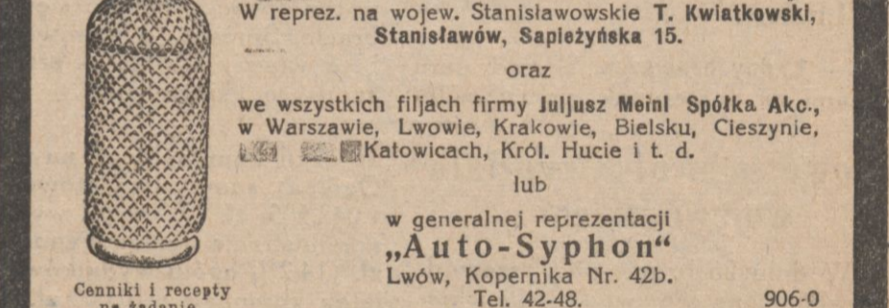 W reprez. na wojew. Stanisławowskie T. Kwiatkowski,
Stanisławów, Sapieżyńska 15.
oraz
we wszystkich filjach firmy Juljusz Meinl Spółka Akc.,
w Warszawie, Lwowie, Krakowie, Bielsku, Cieszynie,
Katowicach, Król. Hucie i t. d.
lub
w generalnej reprezentacji
„Auto-Syphon“
Lwów, Kopernika Nr. 42b.
Tel. 42-48.
906-0
Cenniki i recepty
na żądanie